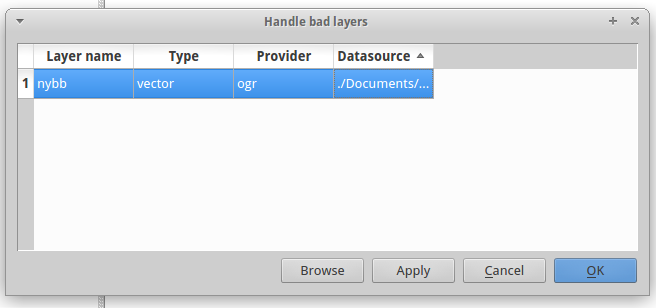 Handle bad layers
Layer name Type Provider Datasource
1 nybb vector ogr ./Documents/...
Browse Apply Cancel OK